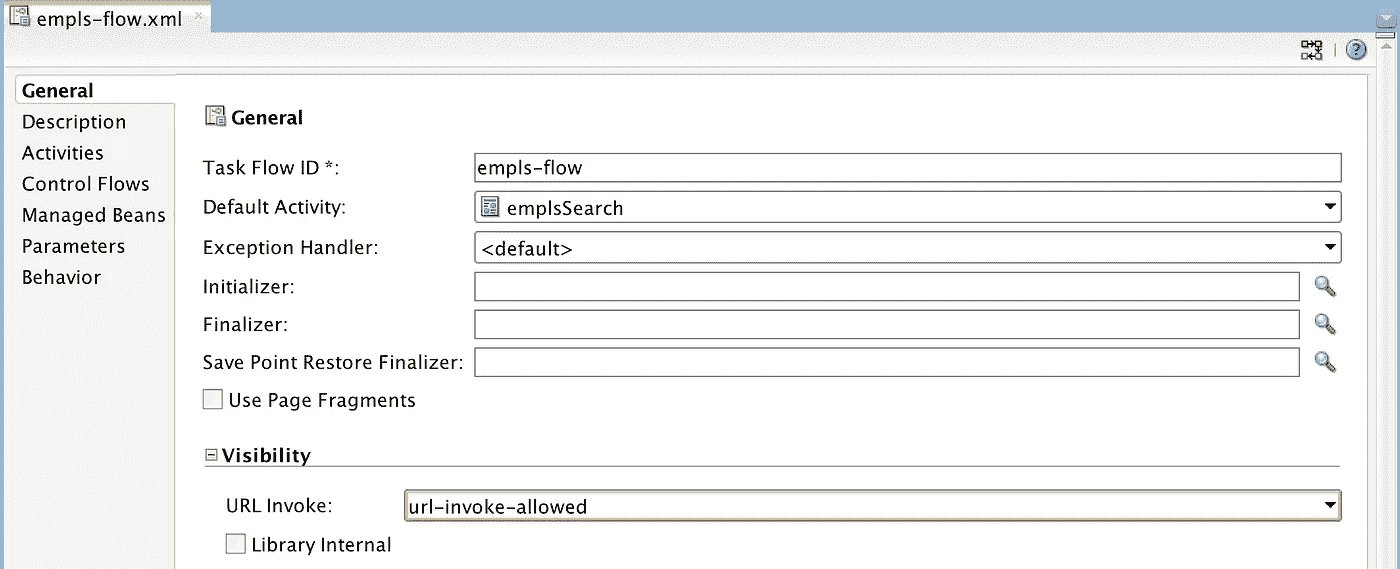 empls-flow.xml
General
Description
Activities
Control Flows
Managed Beans
Parameters
Behavior
General
Task Flow ID *: empls-flow
Default Activity: emplsSearch
Exception Handler: <default>
Initializer:
Finalizer:
Save Point Restore Finalizer:
Use Page Fragments
Visibility
URL Invoke: url-invoke-allowed
Library Internal